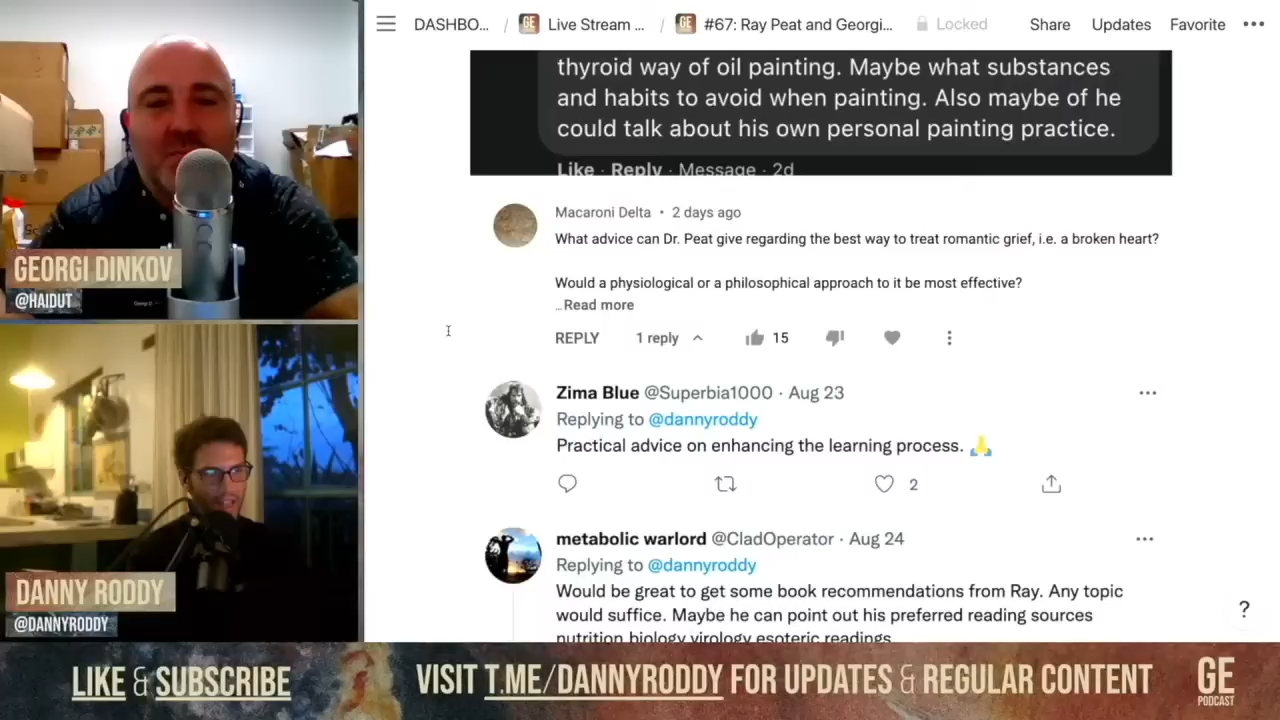 DASHBO... / GE Live Stream ... / GE #67: Ray Peat and Georgi... Locked Share Updates Favorite
thyroid way of oil painting. Maybe what substances
and habits to avoid when painting. Also maybe of he
could talk about his own personal painting practice.
Like · Reply · Message · 2d
Macaroni Delta • 2 days ago
What advice can Dr. Peat give regarding the best way to treat romantic grief, i.e. a broken heart?
Would a physiological or a philosophical approach to it be most effective?
...Read more
REPLY 1 reply 15
Zima Blue @Superbia1000 · Aug 23
Replying to @dannyroddy
Practical advice on enhancing the learning process. 🙏
2
metabolic warlord @CladOperator · Aug 24
Replying to @dannyroddy
Would be great to get some book recommendations from Ray. Any topic
would suffice. Maybe he can point out his preferred reading sources
nutrition biology virology esoteric readings
?
GEORGI DINKOV
@HAIDUT
DANNY RODDY
@DANNYRODDY
LIKE & SUBSCRIBE
VISIT T.ME/DANNYRODDY FOR UPDATES & REGULAR CONTENT
GE
PODCAST